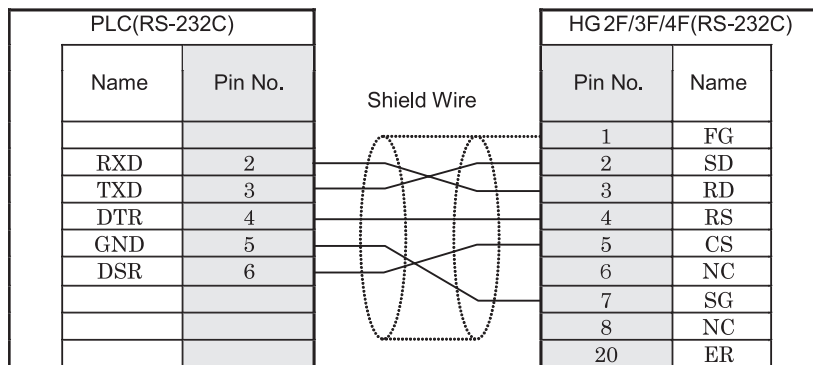 PLC(RS-232C) HG2F/3F/4F(RS-232C)
Name Pin No. Shield Wire Pin No. Name
1 FG
RXD 2 2 SD
TXD 3 3 RD
DTR 4 4 RS
GND 5 5 CS
DSR 6 6 NC
7 SG
8 NC
20 ER